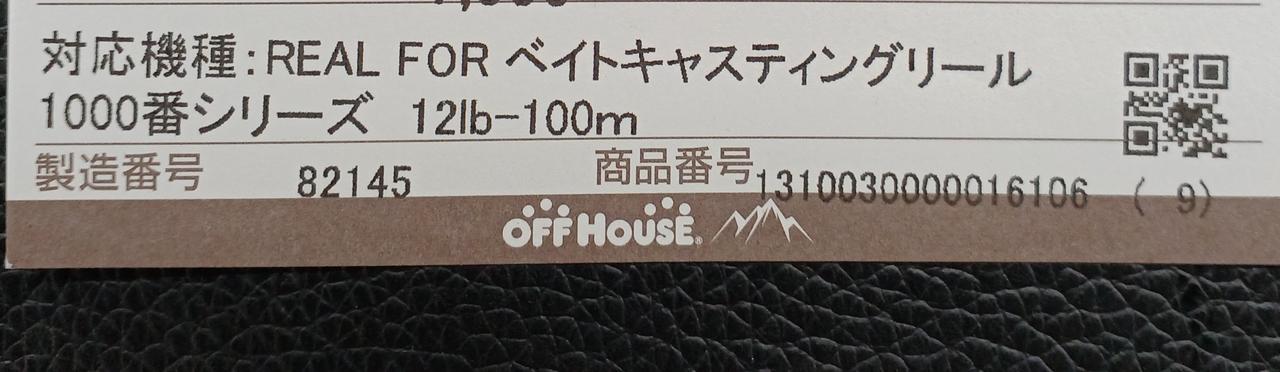 対応機種:REAL FOR ベイトキャスティングリール
1000番シリーズ 12lb-100m
製造番号 82145 商品番号 1310030000016106 ( 9)
OFF HOUSE®